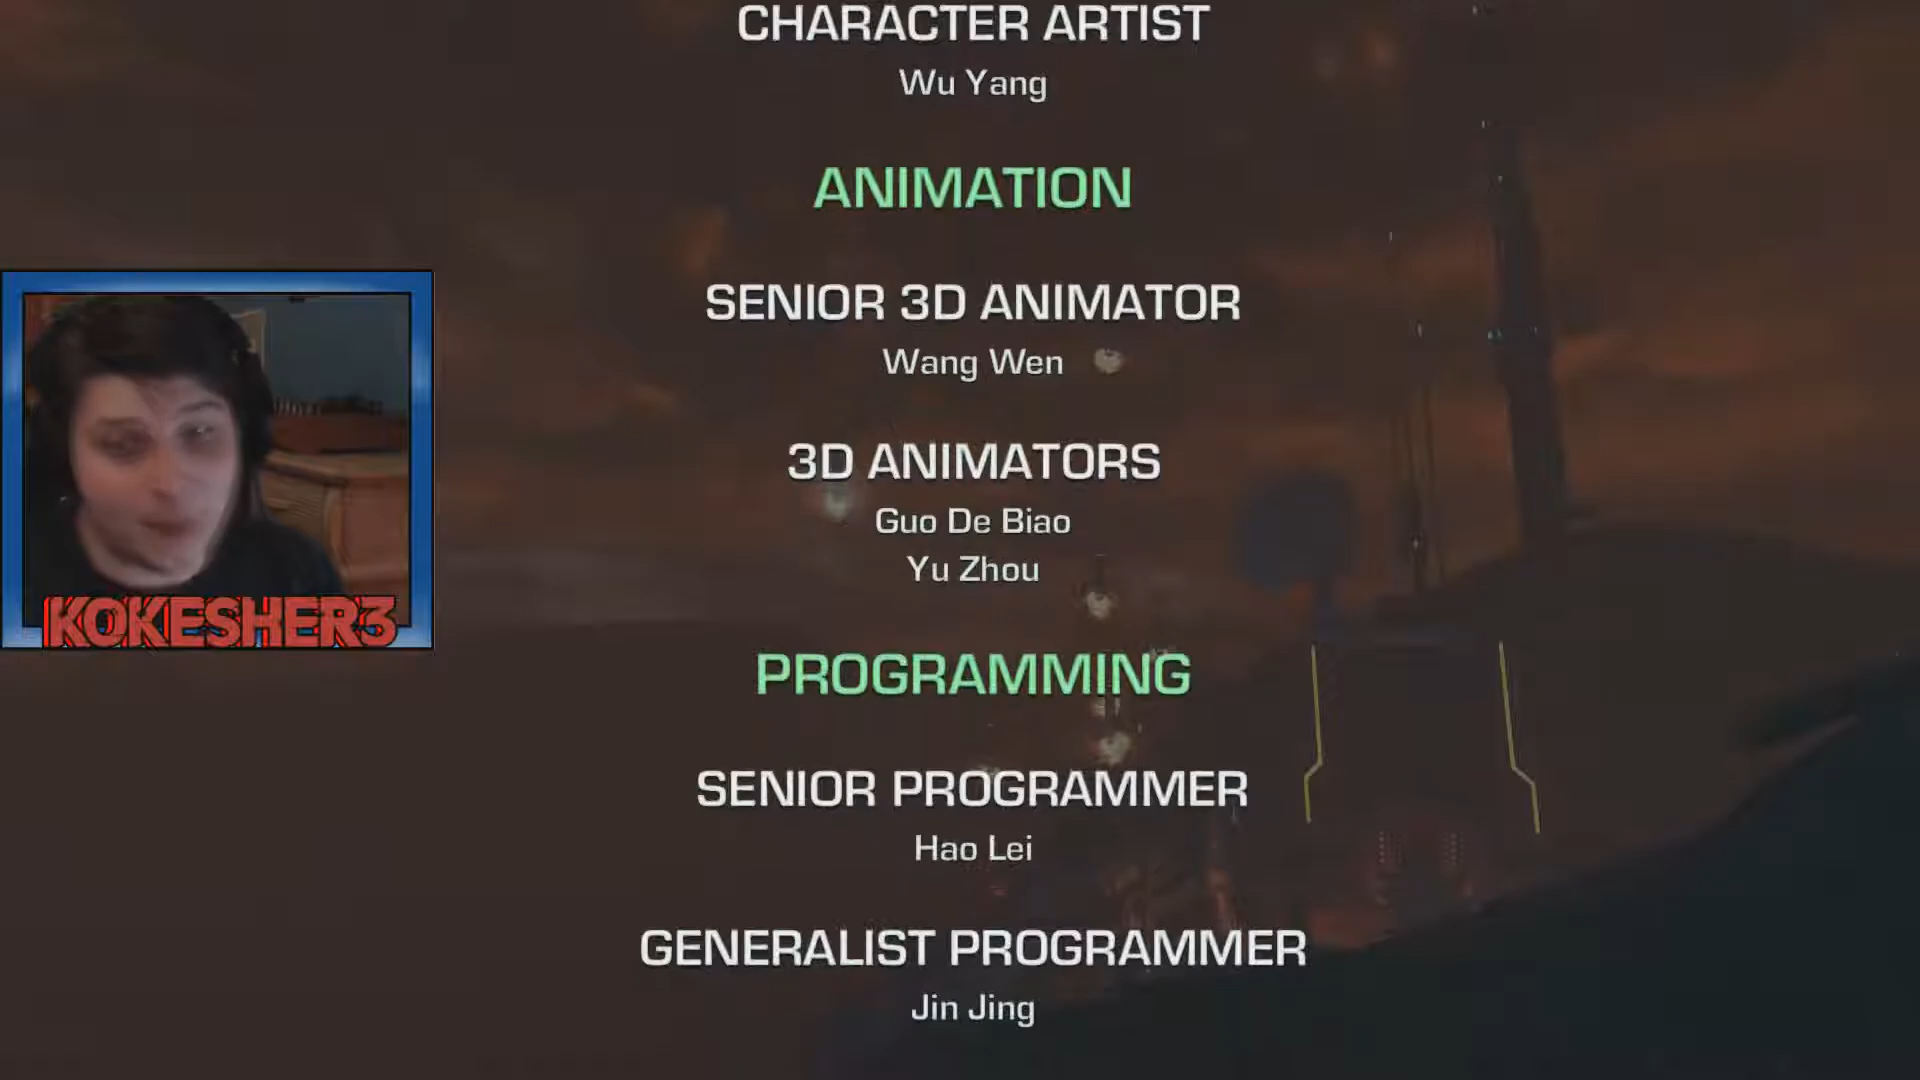 CHARACTER ARTIST
Wu Yang
ANIMATION
SENIOR 3D ANIMATOR
Wang Wen
3D ANIMATORS
Guo De Biao
Yu Zhou
KOKESHER3
PROGRAMMING
SENIOR PROGRAMMER
Hao Lei
GENERALIST PROGRAMMER
Jin Jing